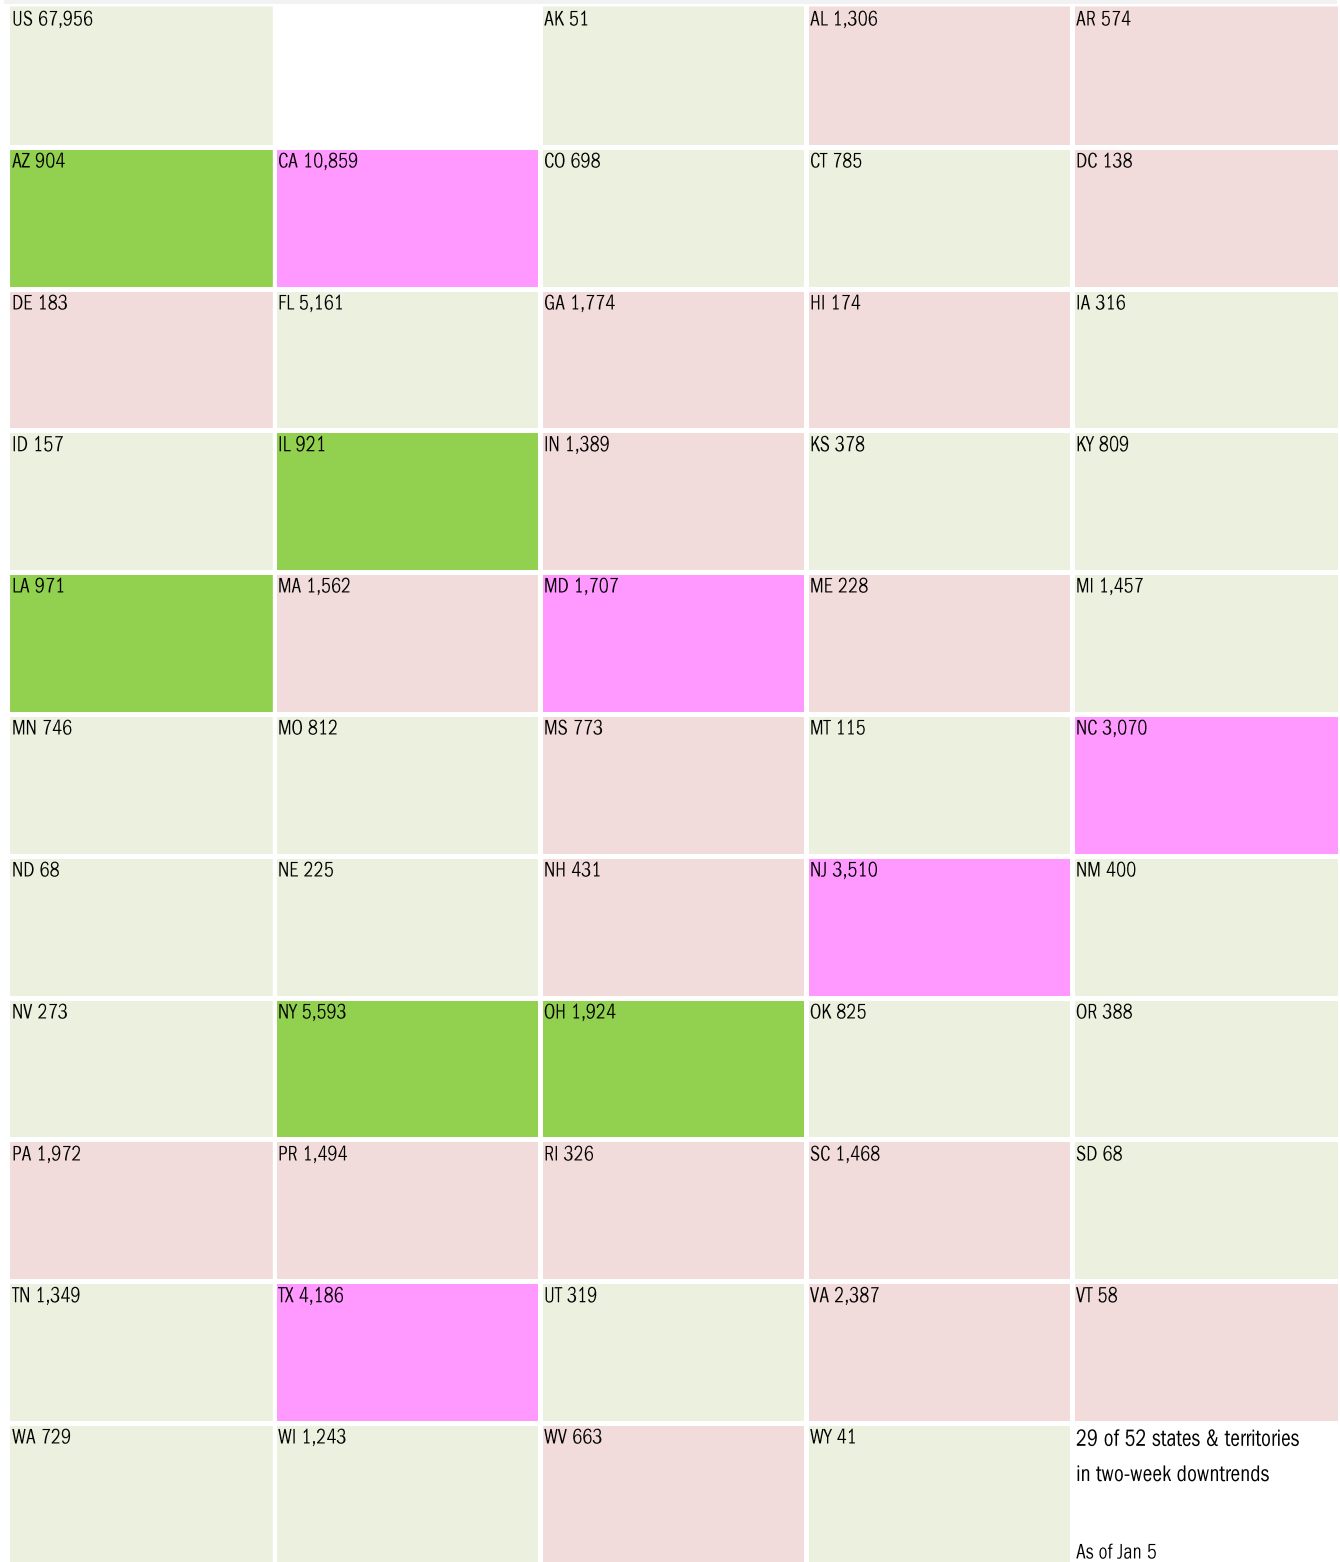 US 67,956
AK 51
AL 1,306
AR 574
AZ 904
CA 10,859
CO 698
CT 785
DC 138
DE 183
FL 5,161
GA 1,774
HI 174
IA 316
ID 157
IL 921
IN 1,389
KS 378
KY 809
LA 971
MA 1,562
MD 1,707
ME 228
MI 1,457
MN 746
MO 812
MS 773
MT 115
NC 3,070
ND 68
NE 225
NH 431
NJ 3,510
NM 400
NV 273
NY 5,593
OH 1,924
OK 825
OR 388
PA 1,972
PR 1,494
RI 326
SC 1,468
SD 68
TN 1,349
TX 4,186
UT 319
VA 2,387
VT 58
WA 729
WI 1,243
WV 663
WY 41
29 of 52 states & territories
in two-week downtrends
As of Jan 5